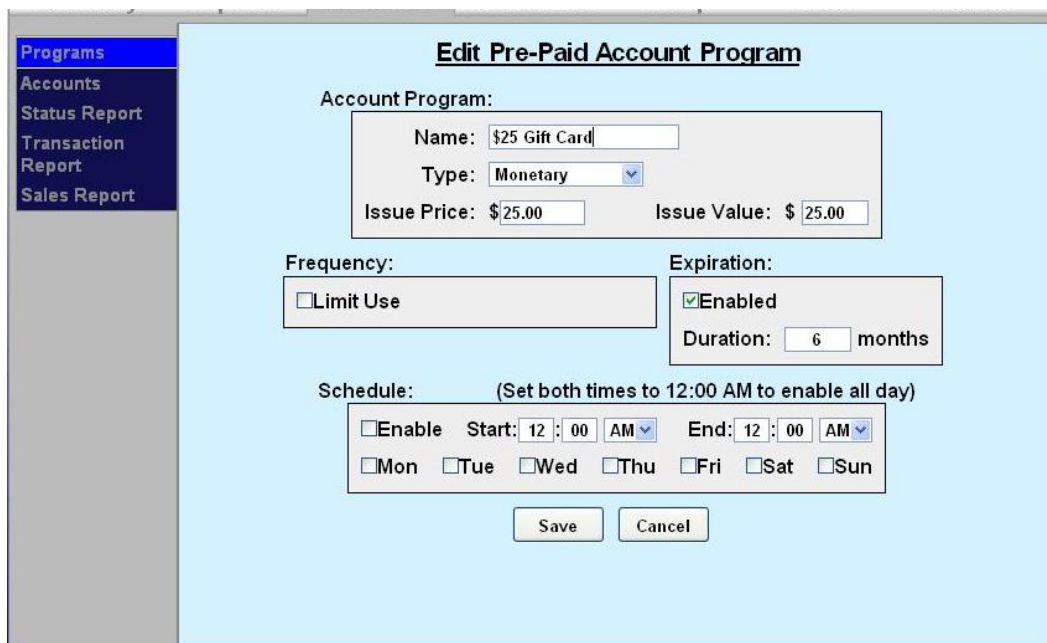 Programs
Accounts
Status Report
Transaction
Report
Sales Report
Edit Pre-Paid Account Program
Account Program:
Name: $25 Gift Card
Type: Monetary
Issue Price: $ 25.00 Issue Value: $ 25.00
Frequency:
Limit Use
Expiration:
Enabled
Duration: 6 months
Schedule: (Set both times to 12:00 AM to enable all day)
Enable Start: 12 : 00 AM End: 12 : 00 AM
Mon Tue Wed Thu Fri Sat Sun
Save Cancel